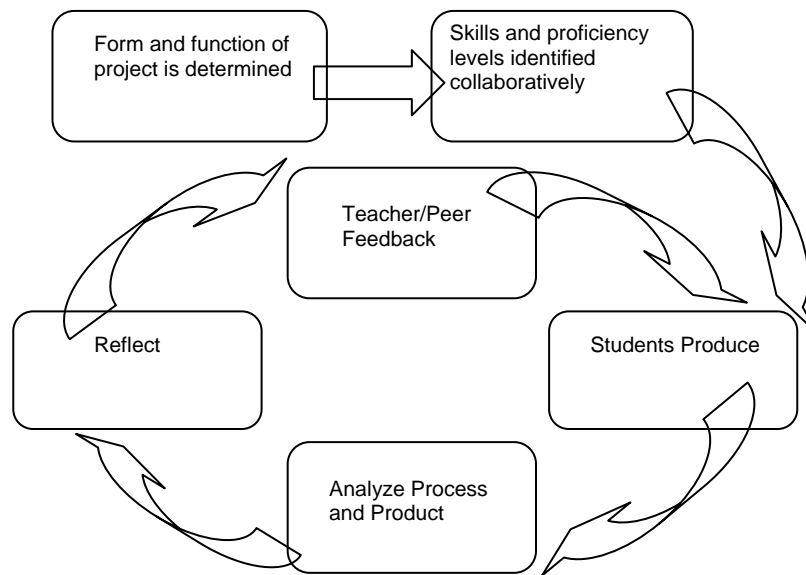 Form and function of
project is determined
Skills and proficiency
levels identified
collaboratively
Teacher/Peer
Feedback
Reflect
Students Produce
Analyze Process
and Product